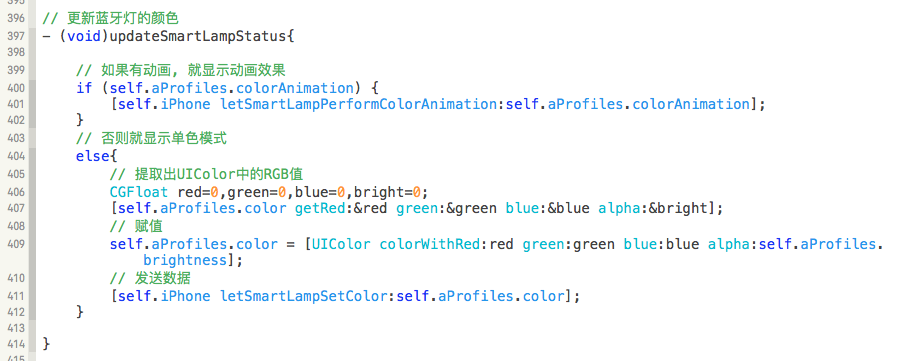 395
396 // 更新蓝牙灯的颜色
397 - (void)updateSmartLampStatus{
398
399 // 如果有动画, 就显示动画效果
400 if (self.aProfiles.colorAnimation) {
401 [self.iPhone letSmartLampPerformColorAnimation:self.aProfiles.colorAnimation];
402 }
403 // 否则就显示单色模式
404 else{
405 // 提取出UIColor中的RGB值
406 CGFloat red=0,green=0,blue=0,bright=0;
407 [self.aProfiles.color getRed:&red green:&green blue:&blue alpha:&bright];
408 // 赋值
409 self.aProfiles.color = [UIColor colorWithRed:red green:green blue:blue alpha:self.aProfiles.
brightness];
410 // 发送数据
411 [self.iPhone letSmartLampSetColor:self.aProfiles.color];
412 }
413
414 }
415